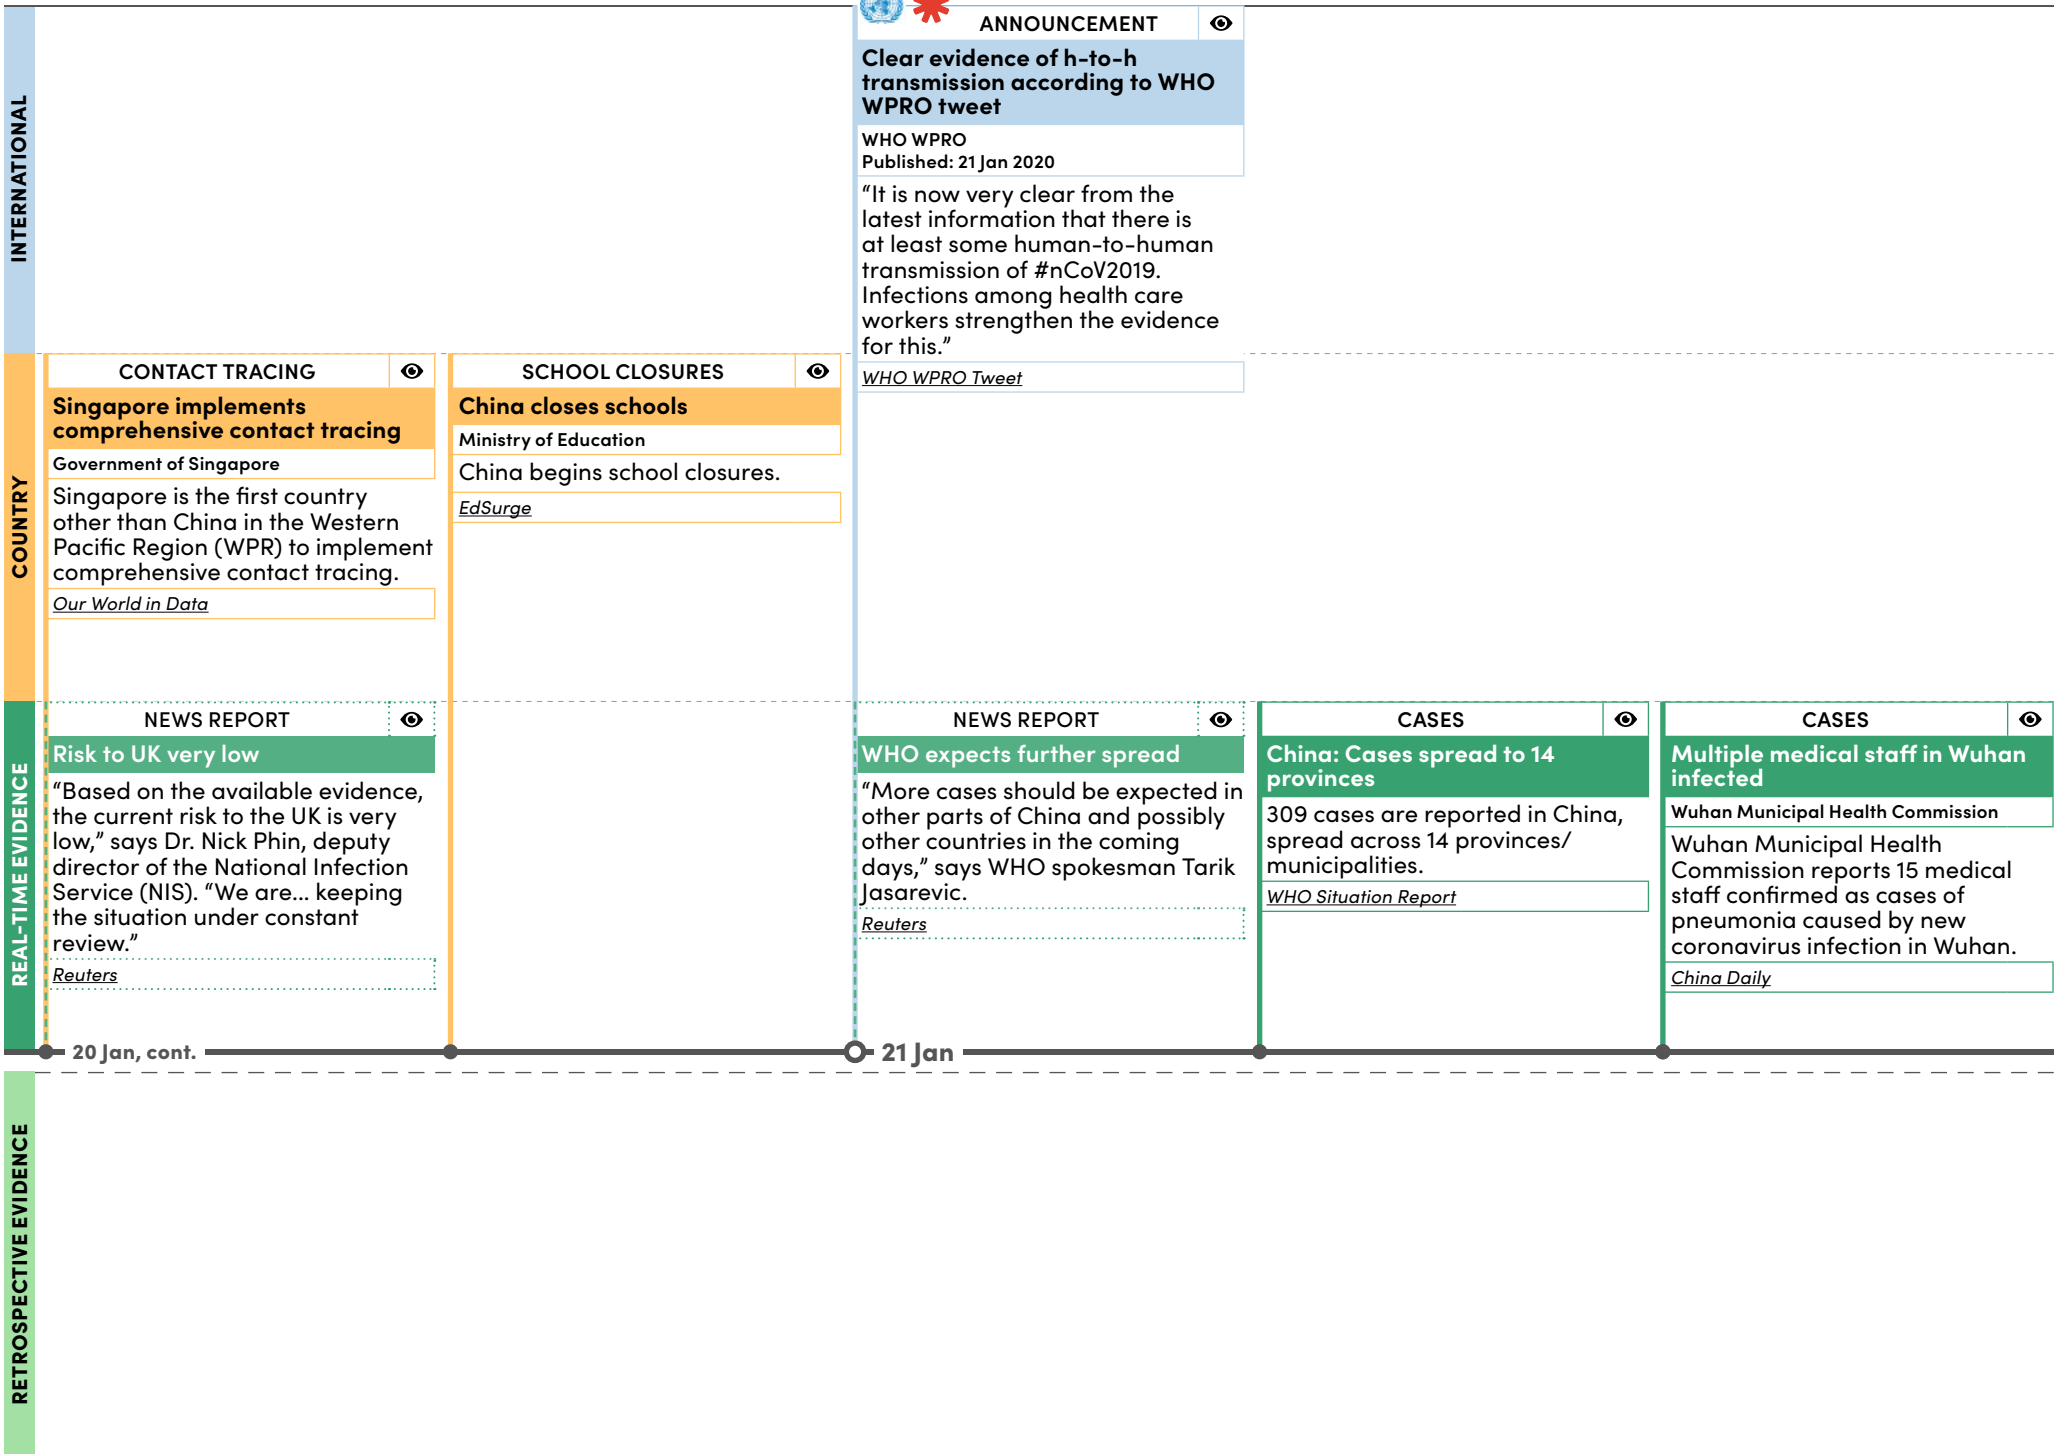 INTERNATIONAL
ANNOUNCEMENT
Clear evidence of h-to-h
transmission according to WHO
WPRO tweet
WHO WPRO
Published: 21 Jan 2020
“It is now very clear from the
latest information that there is
at least some human-to-human
transmission of #nCoV2019.
Infections among health care
workers strengthen the evidence
for this.”
WHO WPRO Tweet
COUNTRY
CONTACT TRACING
Singapore implements
comprehensive contact tracing
Government of Singapore
Singapore is the first country
other than China in the Western
Pacific Region (WPR) to implement
comprehensive contact tracing.
Our World in Data
SCHOOL CLOSURES
China closes schools
Ministry of Education
China begins school closures.
EdSurge
REAL-TIME EVIDENCE
NEWS REPORT
Risk to UK very low
“Based on the available evidence,
the current risk to the UK is very
low,” says Dr. Nick Phin, deputy
director of the National Infection
Service (NIS). “We are... keeping
the situation under constant
review.”
Reuters
NEWS REPORT
WHO expects further spread
“More cases should be expected in
other parts of China and possibly
other countries in the coming
days,” says WHO spokesman Tarik
Jasarevic.
Reuters
CASES
China: Cases spread to 14
provinces
309 cases are reported in China,
spread across 14 provinces/
municipalities.
WHO Situation Report
CASES
Multiple medical staff in Wuhan
infected
Wuhan Municipal Health Commission
Wuhan Municipal Health
Commission reports 15 medical
staff confirmed as cases of
pneumonia caused by new
coronavirus infection in Wuhan.
China Daily
20 Jan, cont.
21 Jan
RETROSPECTIVE EVIDENCE